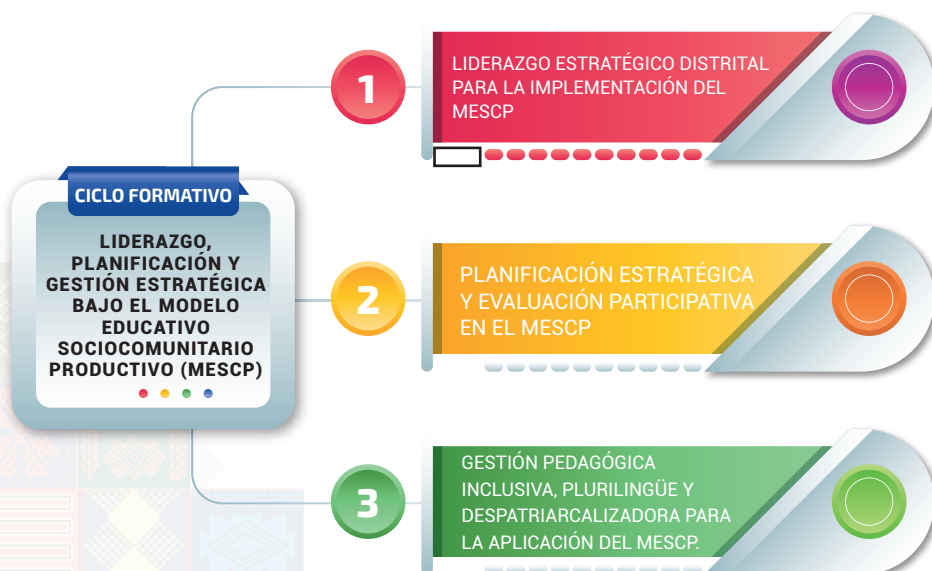 CICLO FORMATIVO
LIDERAZGO,
PLANIFICACIÓN Y
GESTIÓN ESTRATÉGICA
BAJO EL MODELO
EDUCATIVO
SOCIOCOMUNITARIO
PRODUCTIVO (MESCP)
1
LIDERAZGO ESTRATÉGICO DISTRITAL
PARA LA IMPLEMENTACIÓN DEL
MESCP
2
PLANIFICACIÓN ESTRATÉGICA
Y EVALUACIÓN PARTICIPATIVA
EN EL MESCP
3
GESTIÓN PEDAGÓGICA
INCLUSIVA, PLURILINGÜE Y
DESPATRIARCALIZADORA PARA
LA APLICACIÓN DEL MESCP.